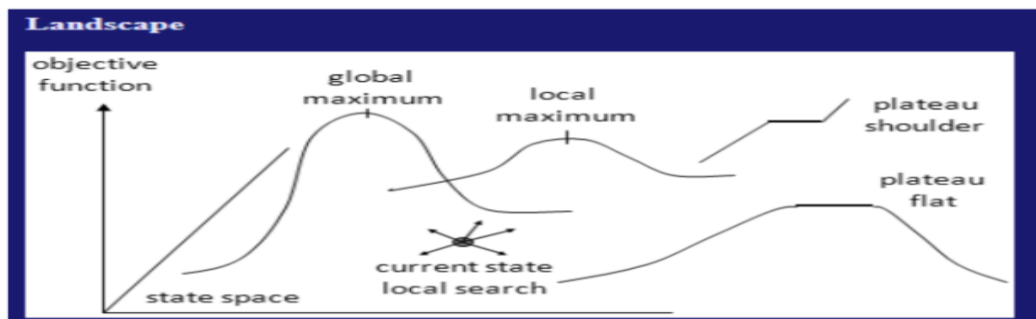 Landscape
objective
function
global
maximum
local
maximum
plateau
shoulder
plateau
flat
current state
local search
state space